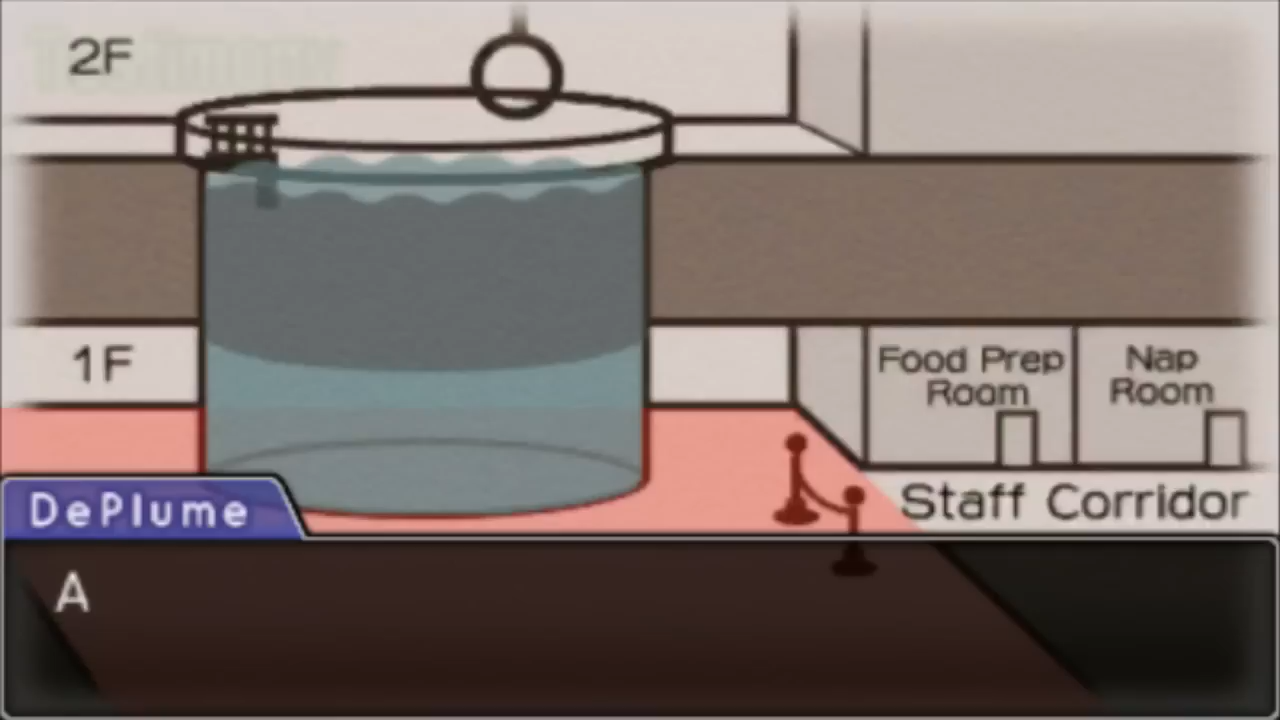 2F
1F
Food Prep
Room
Nap
Room
Staff Corridor
DePlume
A